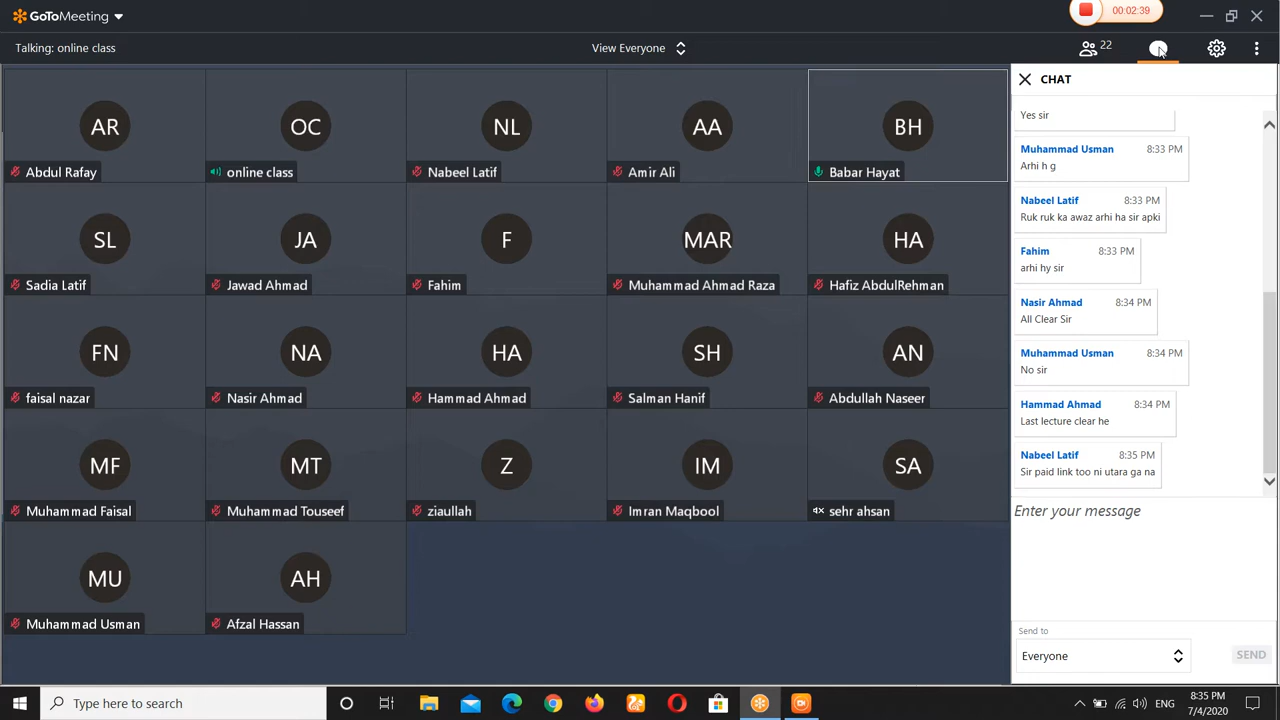 GoToMeeting
00:02:39
Talking: online class
View Everyone
22
CHAT
AR
Abdul Rafay
OC
online class
NL
Nabeel Latif
AA
Amir Ali
BH
Babar Hayat
SL
Sadia Latif
JA
Jawad Ahmad
F
Fahim
MAR
Muhammad Ahmad Raza
HA
Hafiz AbdulRehman
FN
faisal nazar
NA
Nasir Ahmad
HA
Hammad Ahmad
SH
Salman Hanif
AN
Abdullah Naseer
MF
Muhammad Faisal
MT
Muhammad Touseef
Z
ziaullah
IM
Imran Maqbool
SA
sehr ahsan
MU
Muhammad Usman
AH
Afzal Hassan
Yes sir
Muhammad Usman 8:33 PM
Arhi h g
Nabeel Latif 8:33 PM
Ruk ruk ka awaz arhi ha sir apki
Fahim 8:33 PM
arhi hy sir
Nasir Ahmad 8:34 PM
All Clear Sir
Muhammad Usman 8:34 PM
No sir
Hammad Ahmad 8:34 PM
Last lecture clear he
Nabeel Latif 8:35 PM
Sir paid link too ni utara ga na
Enter your message
Send to
Everyone
SEND
Type here to search
ENG
8:35 PM
7/4/2020